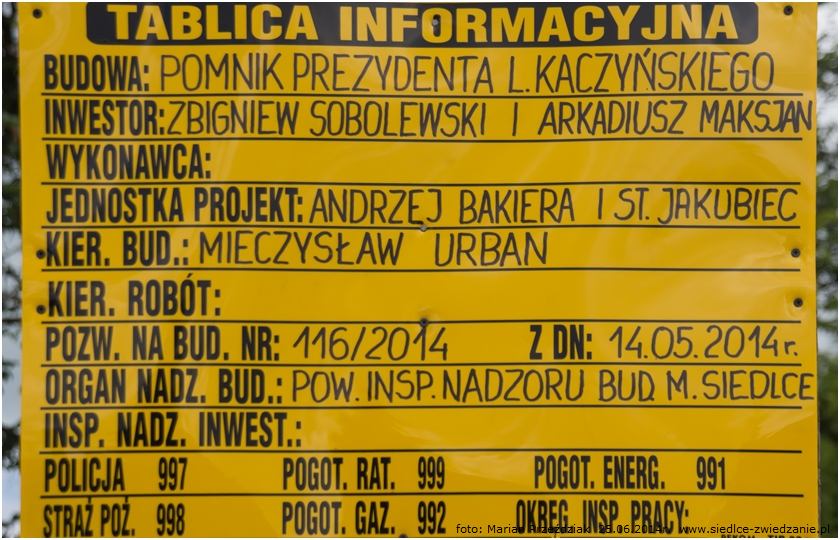 TABLICA INFORMACYJNA
BUDOWA: POMNIK PREZYDENTA L. KACZYŃSKIEGO
INWESTOR: ZBIGNIEW SOBOLEWSKI I ARKADIUSZ MAKSJAN
WYKONAWCA:
JEDNOSTKA PROJEKT: ANDRZEJ BAKIERA I ST. JAKUBIEC
KIER. BUD.: MIECZYSŁAW URBAN
KIER. ROBÓT:
POZW. NA BUD. NR: 116/2014 Z DN: 14.05.2014 r.
ORGAN NADZ. BUD.: POW. INSP. NADZORU BUD. M. SIEDLCE
INSP. NADZ. INWEST.:
POLICJA 997 POGOT. RAT. 999 POGOT. ENERG. 991
STRAŻ POŻ. 998 POGOT. GAZ. 992 OKRĘG. INSP. PRACY:
foto: 25.06.2014r. www.siedlce-zwiedzanie.pl